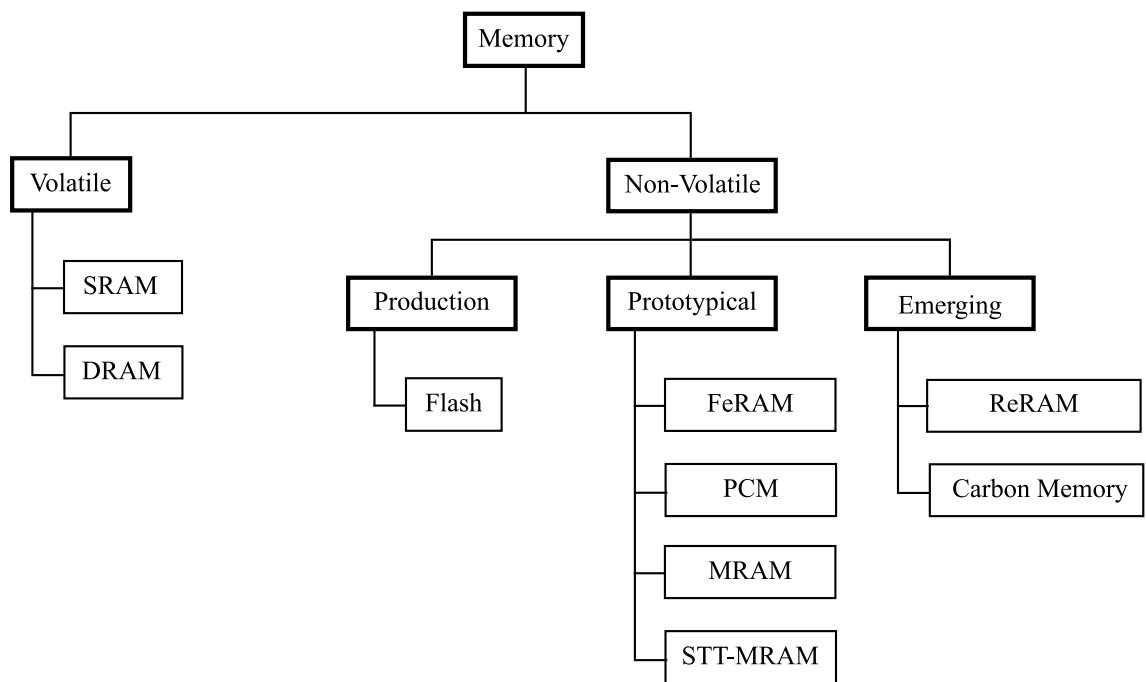 Memory
Volatile
Non-Volatile
SRAM
DRAM
Production
Prototypical
Emerging
Flash
FeRAM
PCM
MRAM
STT-MRAM
ReRAM
Carbon Memory